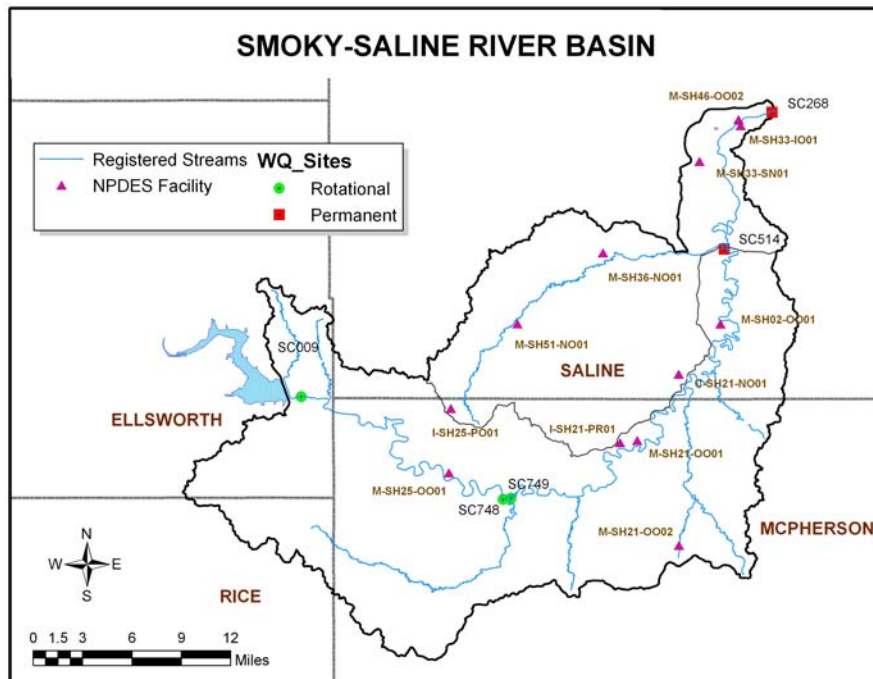 SMOKY-SALINE RIVER BASIN
M-SH46-OO02
SC268
M-SH33-IO01
M-SH33-SN01
Registered Streams
NPDES Facility
WQ_Sites
Rotational
Permanent
SC514
M-SH36-NO01
M-SH02-OO01
M-SH51-NO01
SC009
SALINE
C-SH21-NO01
ELLSWORTH
I-SH25-PO01
I-SH21-PR01
M-SH21-OO01
M-SH25-OO01
SC749
SC748
M-SH21-OO02
MCPHERSON
N
W E
S
RICE
0 1.5 3 6 9 12
Miles